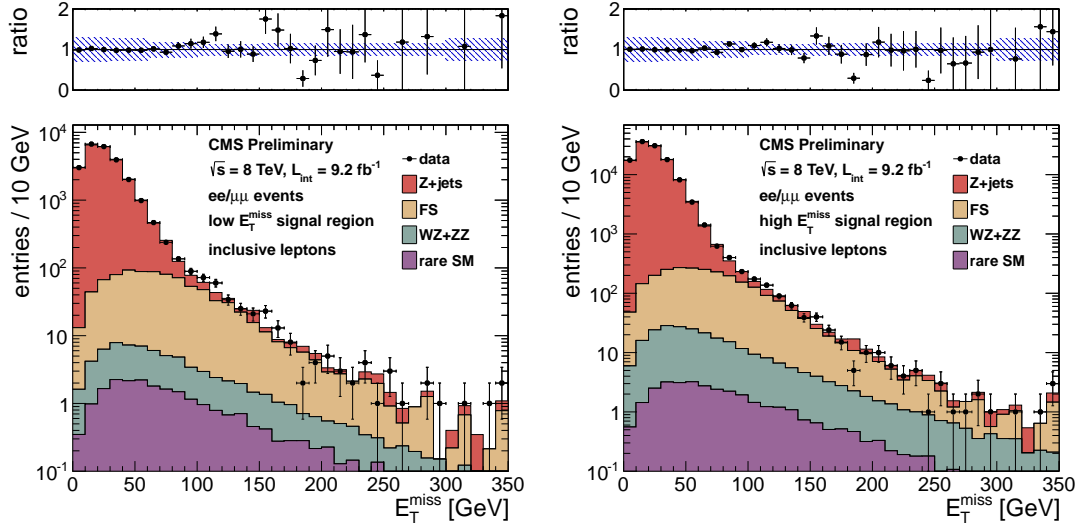 ratio
2
1
0
CMS Preliminary
√s = 8 TeV, L_int = 9.2 fb⁻¹
ee/μμ events
low E_T^miss signal region
inclusive leptons
data
Z+jets
FS
WZ+ZZ
rare SM
entries / 10 GeV
10⁴
10³
10²
10
1
10⁻¹
0 50 100 150 200 250 300 350
E_T^miss [GeV]
ratio
2
1
0
CMS Preliminary
√s = 8 TeV, L_int = 9.2 fb⁻¹
ee/μμ events
high E_T^miss signal region
inclusive leptons
data
Z+jets
FS
WZ+ZZ
rare SM
entries / 10 GeV
10⁴
10³
10²
10
1
10⁻¹
0 50 100 150 200 250 300 350
E_T^miss [GeV]